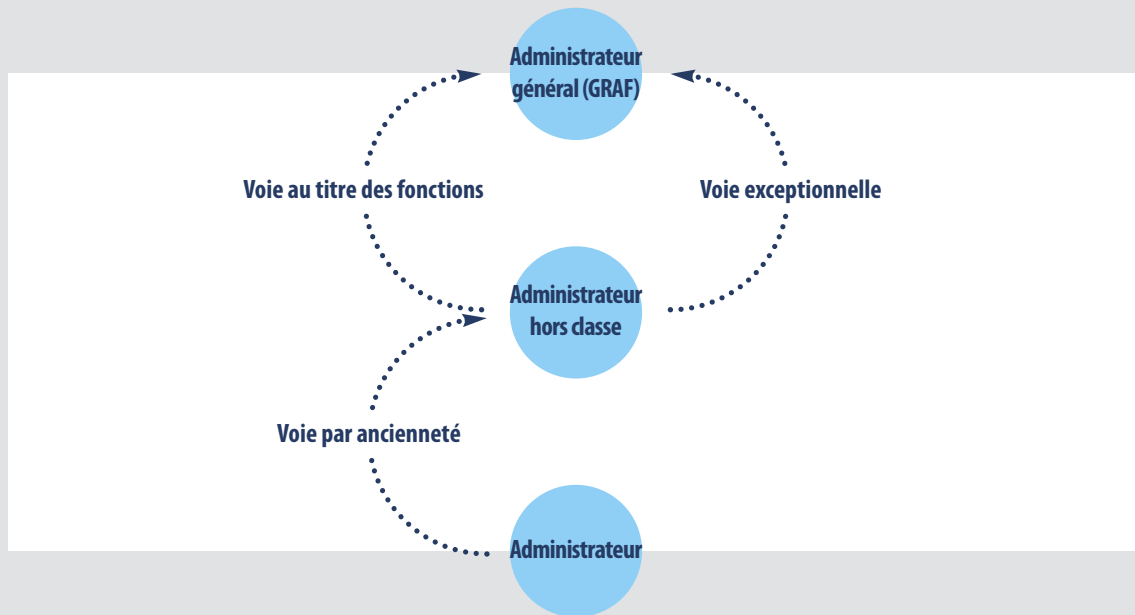 Administrateur
général (GRAF)
Voie au titre des fonctions
Voie exceptionnelle
Administrateur
hors classe
Voie par ancienneté
Administrateur